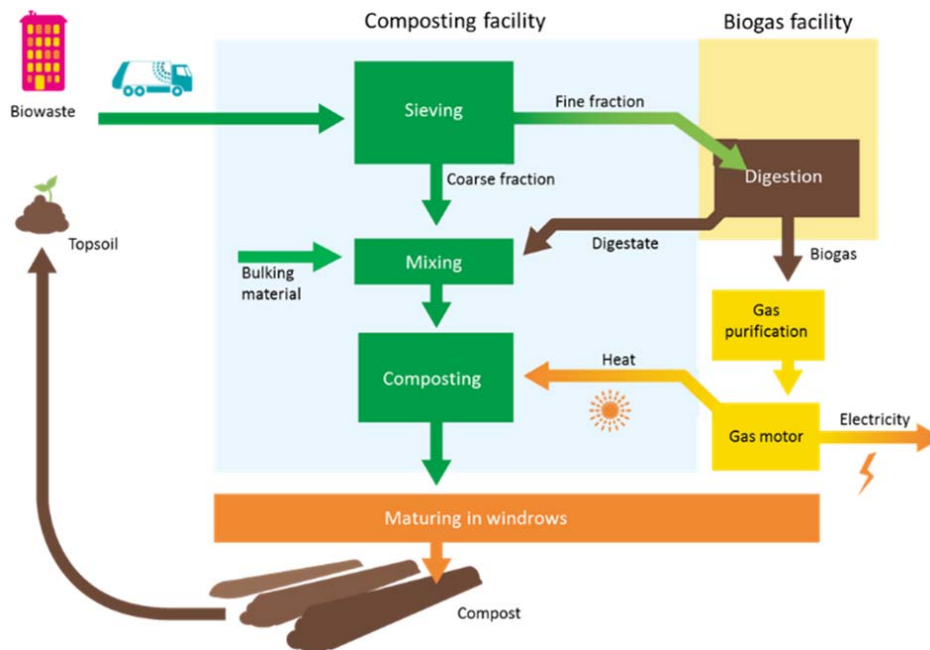 Composting facility
Biogas facility
Biowaste
Sieving
Fine fraction
Coarse fraction
Digestion
Topsoil
Digestate
Mixing
Bulking
material
Biogas
Gas
purification
Heat
Composting
Electricity
Gas motor
Maturing in windrows
Compost